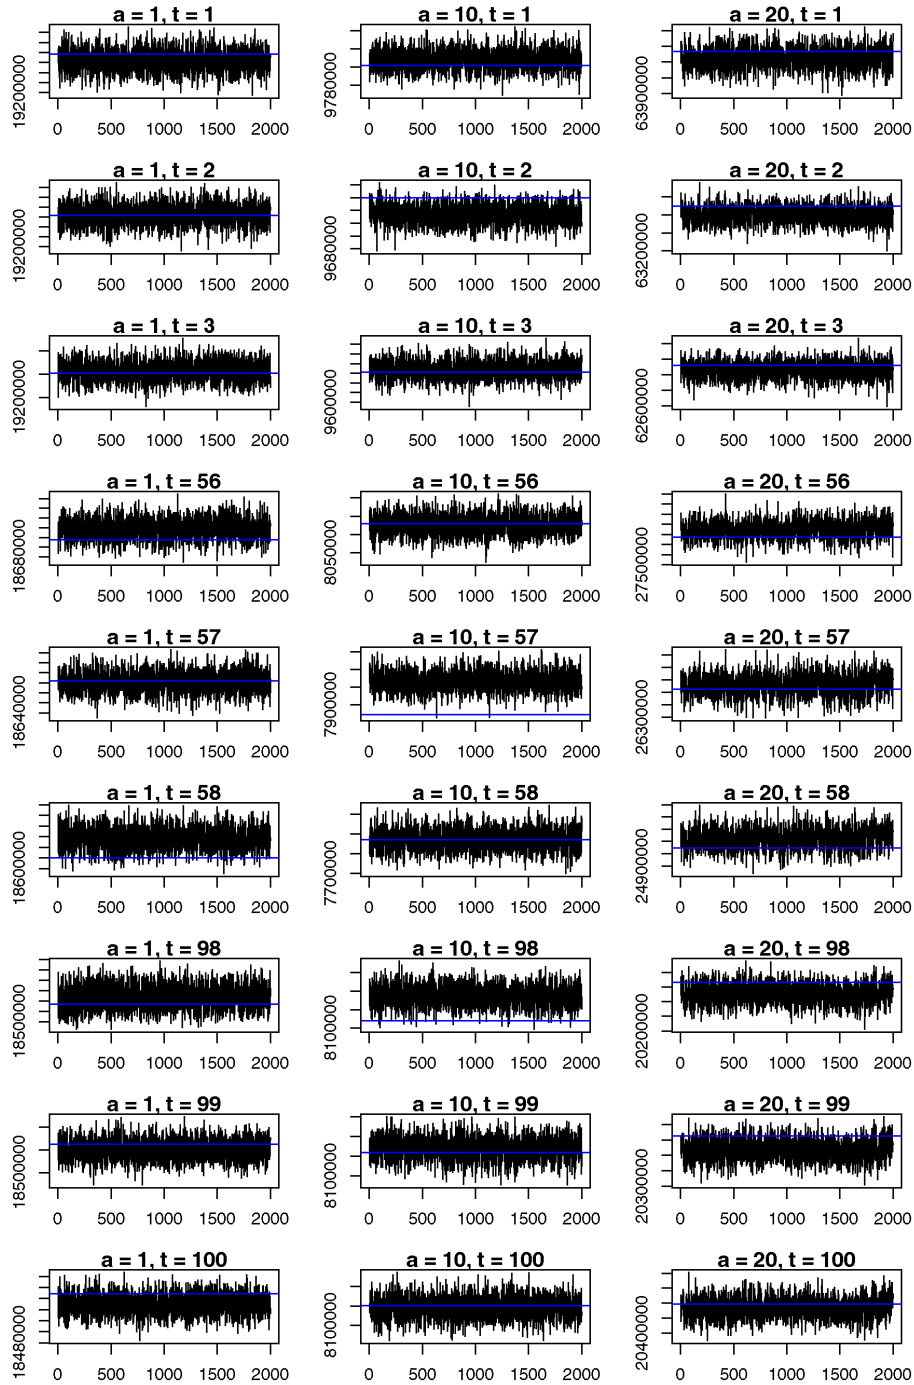 a = 1, t = 1
a = 10, t = 1
a = 20, t = 1
19200000
9780000
63900000
0 500 1000 1500 2000
0 500 1000 1500 2000
0 500 1000 1500 2000
a = 1, t = 2
a = 10, t = 2
a = 20, t = 2
19200000
9680000
63200000
0 500 1000 1500 2000
0 500 1000 1500 2000
0 500 1000 1500 2000
a = 1, t = 3
a = 10, t = 3
a = 20, t = 3
19200000
9600000
62600000
0 500 1000 1500 2000
0 500 1000 1500 2000
0 500 1000 1500 2000
a = 1, t = 56
a = 10, t = 56
a = 20, t = 56
18680000
8050000
27500000
0 500 1000 1500 2000
0 500 1000 1500 2000
0 500 1000 1500 2000
a = 1, t = 57
a = 10, t = 57
a = 20, t = 57
18640000
7900000
26300000
0 500 1000 1500 2000
0 500 1000 1500 2000
0 500 1000 1500 2000
a = 1, t = 58
a = 10, t = 58
a = 20, t = 58
18600000
7700000
24900000
0 500 1000 1500 2000
0 500 1000 1500 2000
0 500 1000 1500 2000
a = 1, t = 98
a = 10, t = 98
a = 20, t = 98
18500000
8100000
20200000
0 500 1000 1500 2000
0 500 1000 1500 2000
0 500 1000 1500 2000
a = 1, t = 99
a = 10, t = 99
a = 20, t = 99
18500000
8100000
20300000
0 500 1000 1500 2000
0 500 1000 1500 2000
0 500 1000 1500 2000
a = 1, t = 100
a = 10, t = 100
a = 20, t = 100
18480000
8100000
20400000
0 500 1000 1500 2000
0 500 1000 1500 2000
0 500 1000 1500 2000